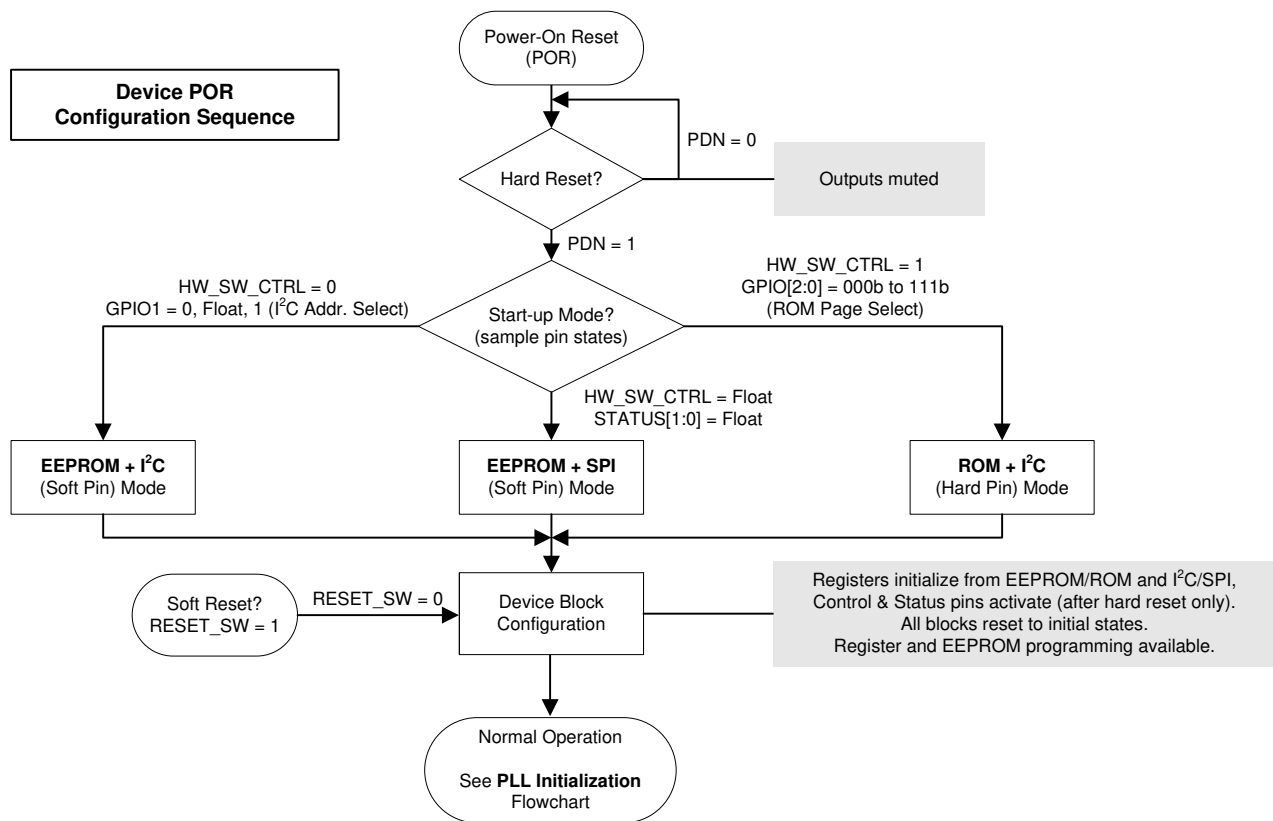 Power-On Reset
(POR)
Device POR
Configuration Sequence
PDN = 0
Hard Reset?
Outputs muted
PDN = 1
HW_SW_CTRL = 0
GPIO1 = 0, Float, 1 (I²C Addr. Select)
HW_SW_CTRL = 1
GPIO[2:0] = 000b to 111b
(ROM Page Select)
Start-up Mode?
(sample pin states)
HW_SW_CTRL = Float
STATUS[1:0] = Float
EEPROM + I²C
(Soft Pin) Mode
EEPROM + SPI
(Soft Pin) Mode
ROM + I²C
(Hard Pin) Mode
Soft Reset?
RESET_SW = 1
RESET_SW = 0
Device Block
Configuration
Registers initialize from EEPROM/ROM and I²C/SPI,
Control & Status pins activate (after hard reset only).
All blocks reset to initial states.
Register and EEPROM programming available.
Normal Operation
See PLL Initialization
Flowchart